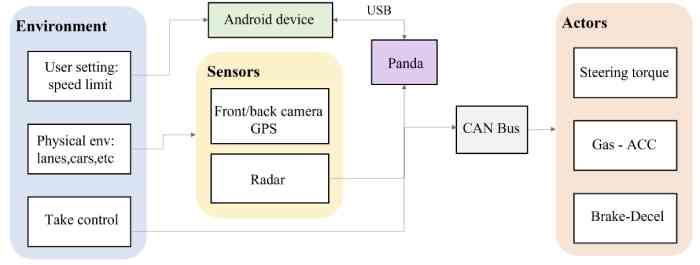 Environment
User setting:
speed limit
Physical env:
lanes,cars,etc
Take control
Android device
USB
Panda
Sensors
Front/back camera
GPS
Radar
CAN Bus
Actors
Steering torque
Gas - ACC
Brake-Decel